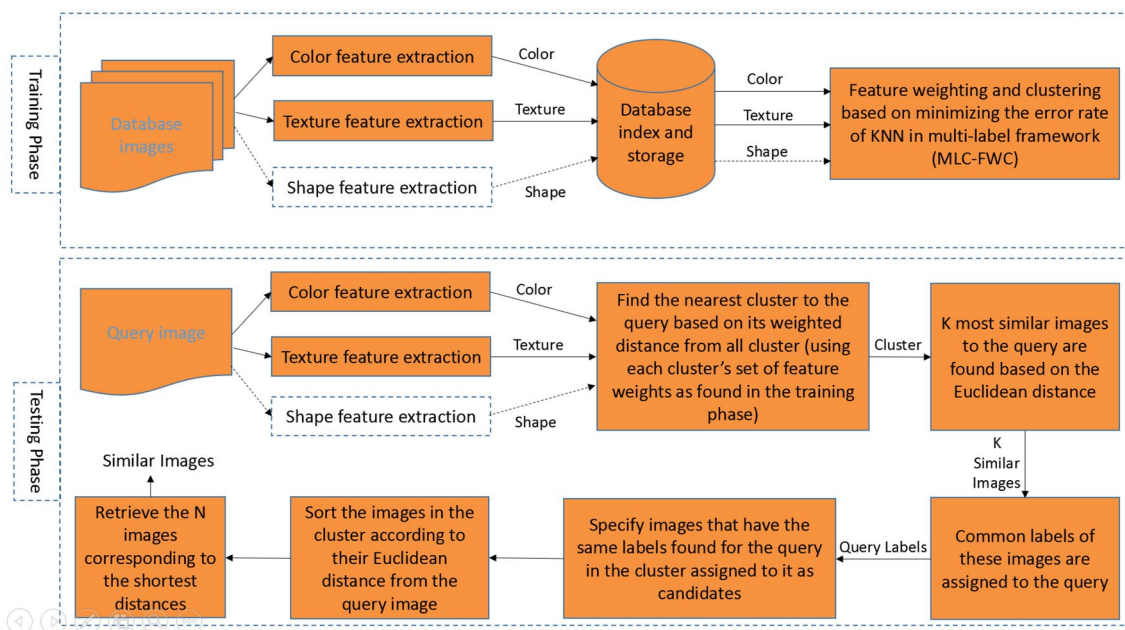 Training Phase
Database
images
Color feature extraction
Texture feature extraction
Shape feature extraction
Color
Texture
Shape
Database
index and
storage
Color
Texture
Shape
Feature weighting and clustering
based on minimizing the error rate
of KNN in multi-label framework
(MLC-FWC)
Testing Phase
Query image
Color feature extraction
Texture feature extraction
Shape feature extraction
Color
Texture
Shape
Find the nearest cluster to the
query based on its weighted
distance from all cluster (using
each cluster's set of feature
weights as found in the training
phase)
Cluster
K most similar images
to the query are
found based on the
Euclidean distance
K
Similar
Images
Common labels of
these images are
assigned to the query
Query Labels
Specify images that have the
same labels found for the query
in the cluster assigned to it as
candidates
Sort the images in the
cluster according to
their Euclidean
distance from the
query image
Retrieve the N
images
corresponding to
the shortest
distances
Similar Images